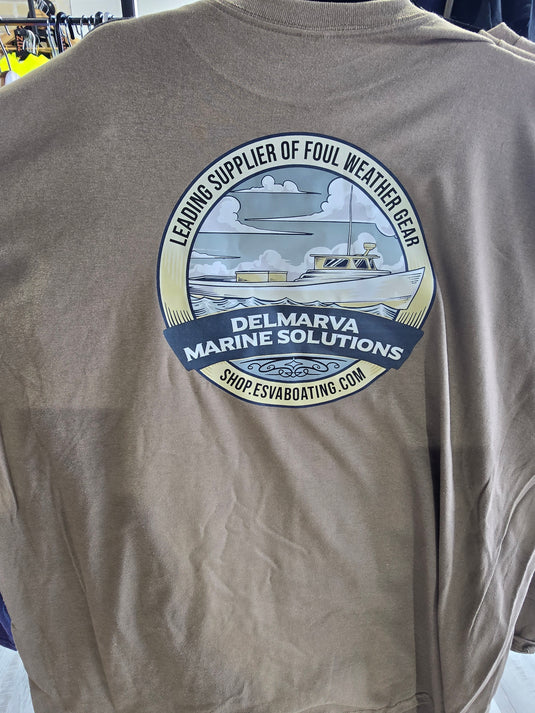 LEADING SUPPLIER OF FOUL WEATHER GEAR
DELMARVA
MARINE SOLUTIONS
SHOP.ESVABOATING.COM